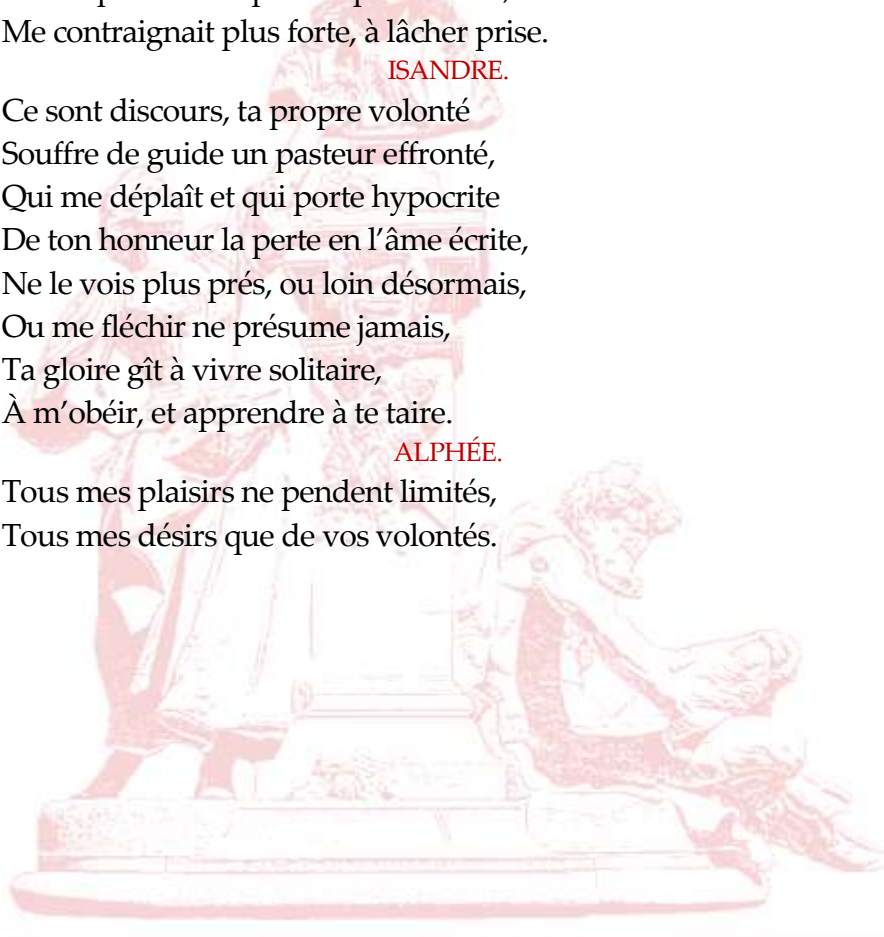 Me contraignait plus forte, à lâcher prise.
ISANDRE.
Ce sont discours, ta propre volonté
Souffre de guide un pasteur effronté,
Qui me déplaît et qui porte hypocrite
De ton honneur la perte en l'âme écrite,
Ne le vois plus prés, ou loin désormais,
Ou me fléchir ne présume jamais,
Ta gloire gît à vivre solitaire,
À m'obéir, et apprendre à te taire.
ALPHÉE.
Tous mes plaisirs ne pendent limités,
Tous mes désirs que de vos volontés.